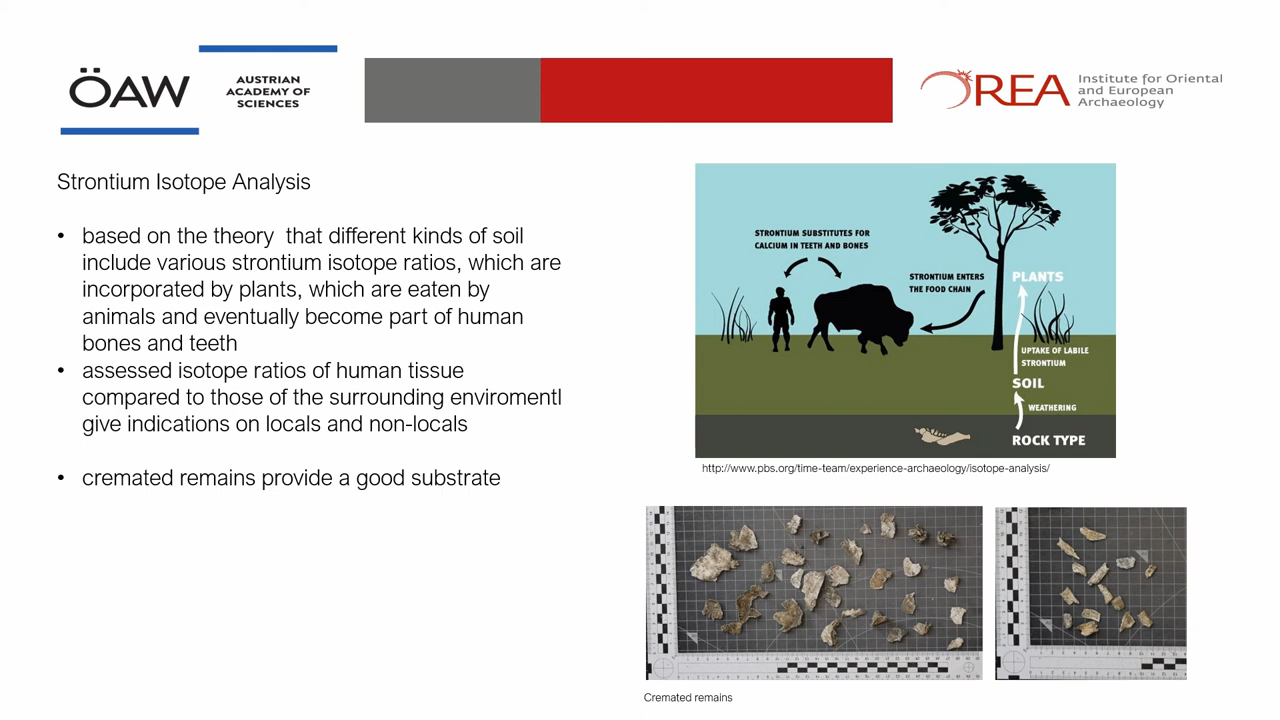 ÖAW
AUSTRIAN
ACADEMY OF
SCIENCES
OREA
Institute for Oriental
and European
Archaeology
Strontium Isotope Analysis
• based on the theory  that different kinds of soil
include various strontium isotope ratios, which are
incorporated by plants, which are eaten by
animals and eventually become part of human
bones and teeth
• assessed isotope ratios of human tissue
compared to those of the surrounding enviromentl
give indications on locals and non-locals
• cremated remains provide a good substrate
STRONTIUM SUBSTITUTES FOR
CALCIUM IN TEETH AND BONES
STRONTIUM ENTERS
THE FOOD CHAIN
PLANTS
UPTAKE OF LABILE
STRONTIUM
SOIL
WEATHERING
ROCK TYPE
http://www.pbs.org/time-team/experience-archaeology/isotope-analysis/
Cremated remains